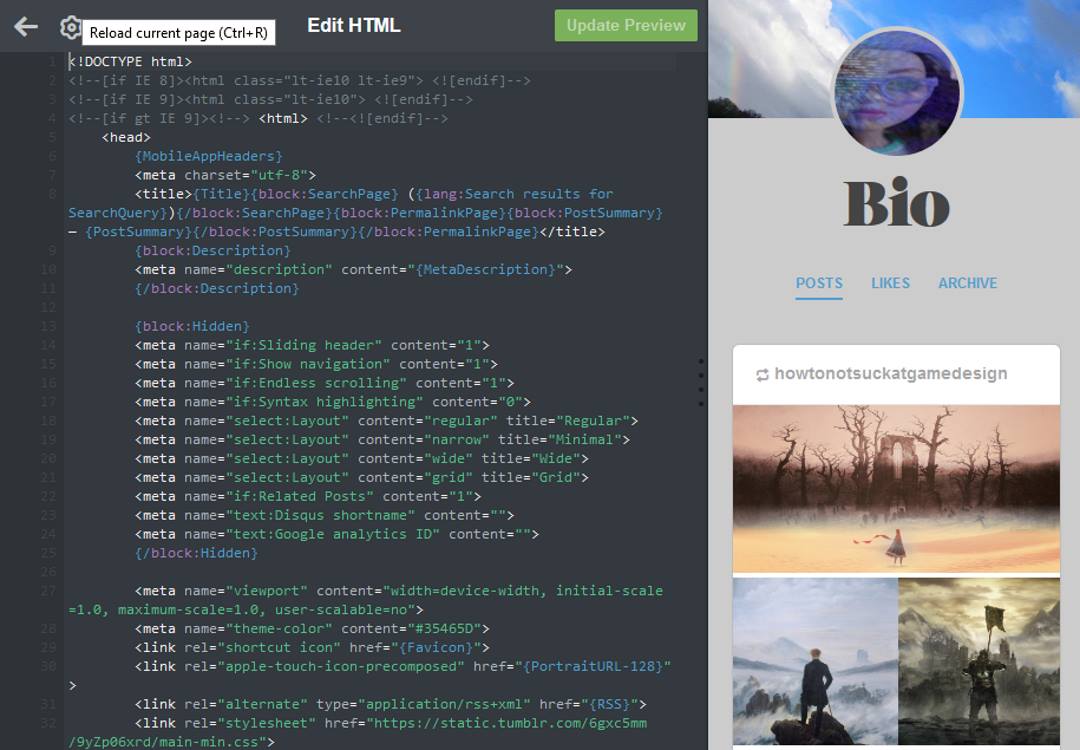 Reload current page (Ctrl+R)
Edit HTML
Update Preview
1 <!DOCTYPE html>
2 <!--[if IE 8]><html class="lt-ie10 lt-ie9"> <![endif]-->
3 <!--[if IE 9]><html class="lt-ie10"> <![endif]-->
4 <!--[if gt IE 9]><!--> <html> <!--<![endif]-->
5 <head>
6 {MobileAppHeaders}
7 <meta charset="utf-8">
8 <title>{Title}{block:SearchPage} ({lang:Search results for
SearchQuery}){/block:SearchPage}{block:PermalinkPage}{block:PostSummary}
— {PostSummary}{/block:PostSummary}{/block:PermalinkPage}</title>
9 {block:Description}
10 <meta name="description" content="{MetaDescription}">
11 {/block:Description}
12
13 {block:Hidden}
14 <meta name="if:Sliding header" content="1">
15 <meta name="if:Show navigation" content="1">
16 <meta name="if:Endless scrolling" content="1">
17 <meta name="if:Syntax highlighting" content="0">
18 <meta name="select:Layout" content="regular" title="Regular">
19 <meta name="select:Layout" content="narrow" title="Minimal">
20 <meta name="select:Layout" content="wide" title="Wide">
21 <meta name="select:Layout" content="grid" title="Grid">
22 <meta name="if:Related Posts" content="1">
23 <meta name="text:Disqus shortname" content="">
24 <meta name="text:Google analytics ID" content="">
25 {/block:Hidden}
26
27 <meta name="viewport" content="width=device-width, initial-scale
=1.0, maximum-scale=1.0, user-scalable=no">
28 <meta name="theme-color" content="#35465D">
29 <link rel="shortcut icon" href="{Favicon}">
30 <link rel="apple-touch-icon-precomposed" href="{PortraitURL-128}"
>
31 <link rel="alternate" type="application/rss+xml" href="{RSS}">
32 <link rel="stylesheet" href="https://static.tumblr.com/6gxc5mm
/9yZp06xrd/main-min.css">
Bio
POSTS LIKES ARCHIVE
howtonotsuckatgamedesign